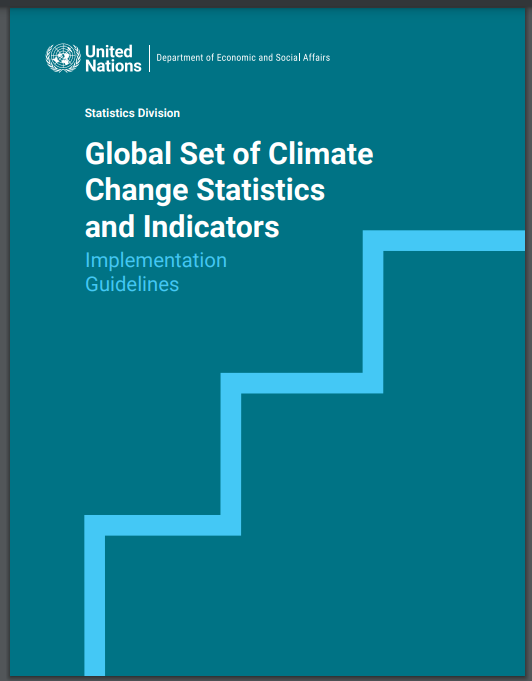 United
Nations
Department of Economic and Social Affairs
Statistics Division
Global Set of Climate
Change Statistics
and Indicators
Implementation
Guidelines